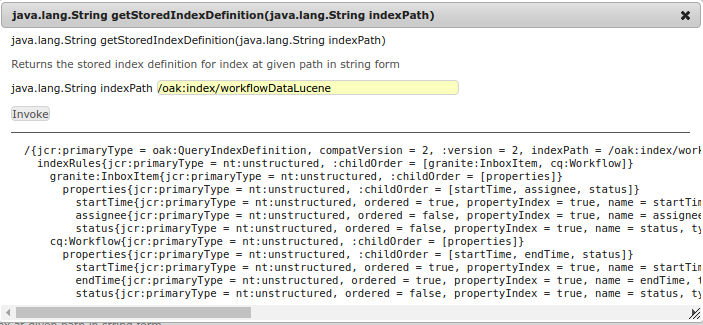 java.lang.String getStoredIndexDefinition(java.lang.String indexPath) ✖
java.lang.String getStoredIndexDefinition(java.lang.String indexPath)
Returns the stored index definition for index at given path in string form
java.lang.String indexPath /oak:index/workflowDataLucene
Invoke
/{jcr:primaryType = oak:QueryIndexDefinition, compatVersion = 2, :version = 2, indexPath = /oak:index/work
indexRules{jcr:primaryType = nt:unstructured, :childOrder = [granite:InboxItem, cq:Workflow]}
granite:InboxItem{jcr:primaryType = nt:unstructured, :childOrder = [properties]}
properties{jcr:primaryType = nt:unstructured, :childOrder = [startTime, assignee, status]}
startTime{jcr:primaryType = nt:unstructured, ordered = true, propertyIndex = true, name = startTim
assignee{jcr:primaryType = nt:unstructured, ordered = false, propertyIndex = true, name = assignee
status{jcr:primaryType = nt:unstructured, ordered = false, propertyIndex = true, name = status, ty
cq:Workflow{jcr:primaryType = nt:unstructured, :childOrder = [properties]}
properties{jcr:primaryType = nt:unstructured, :childOrder = [startTime, endTime, status]}
startTime{jcr:primaryType = nt:unstructured, ordered = true, propertyIndex = true, name = startTim
endTime{jcr:primaryType = nt:unstructured, ordered = true, propertyIndex = true, name = endTime, t
status{jcr:primaryType = nt:unstructured, ordered = false, propertyIndex = true, name = status, ty